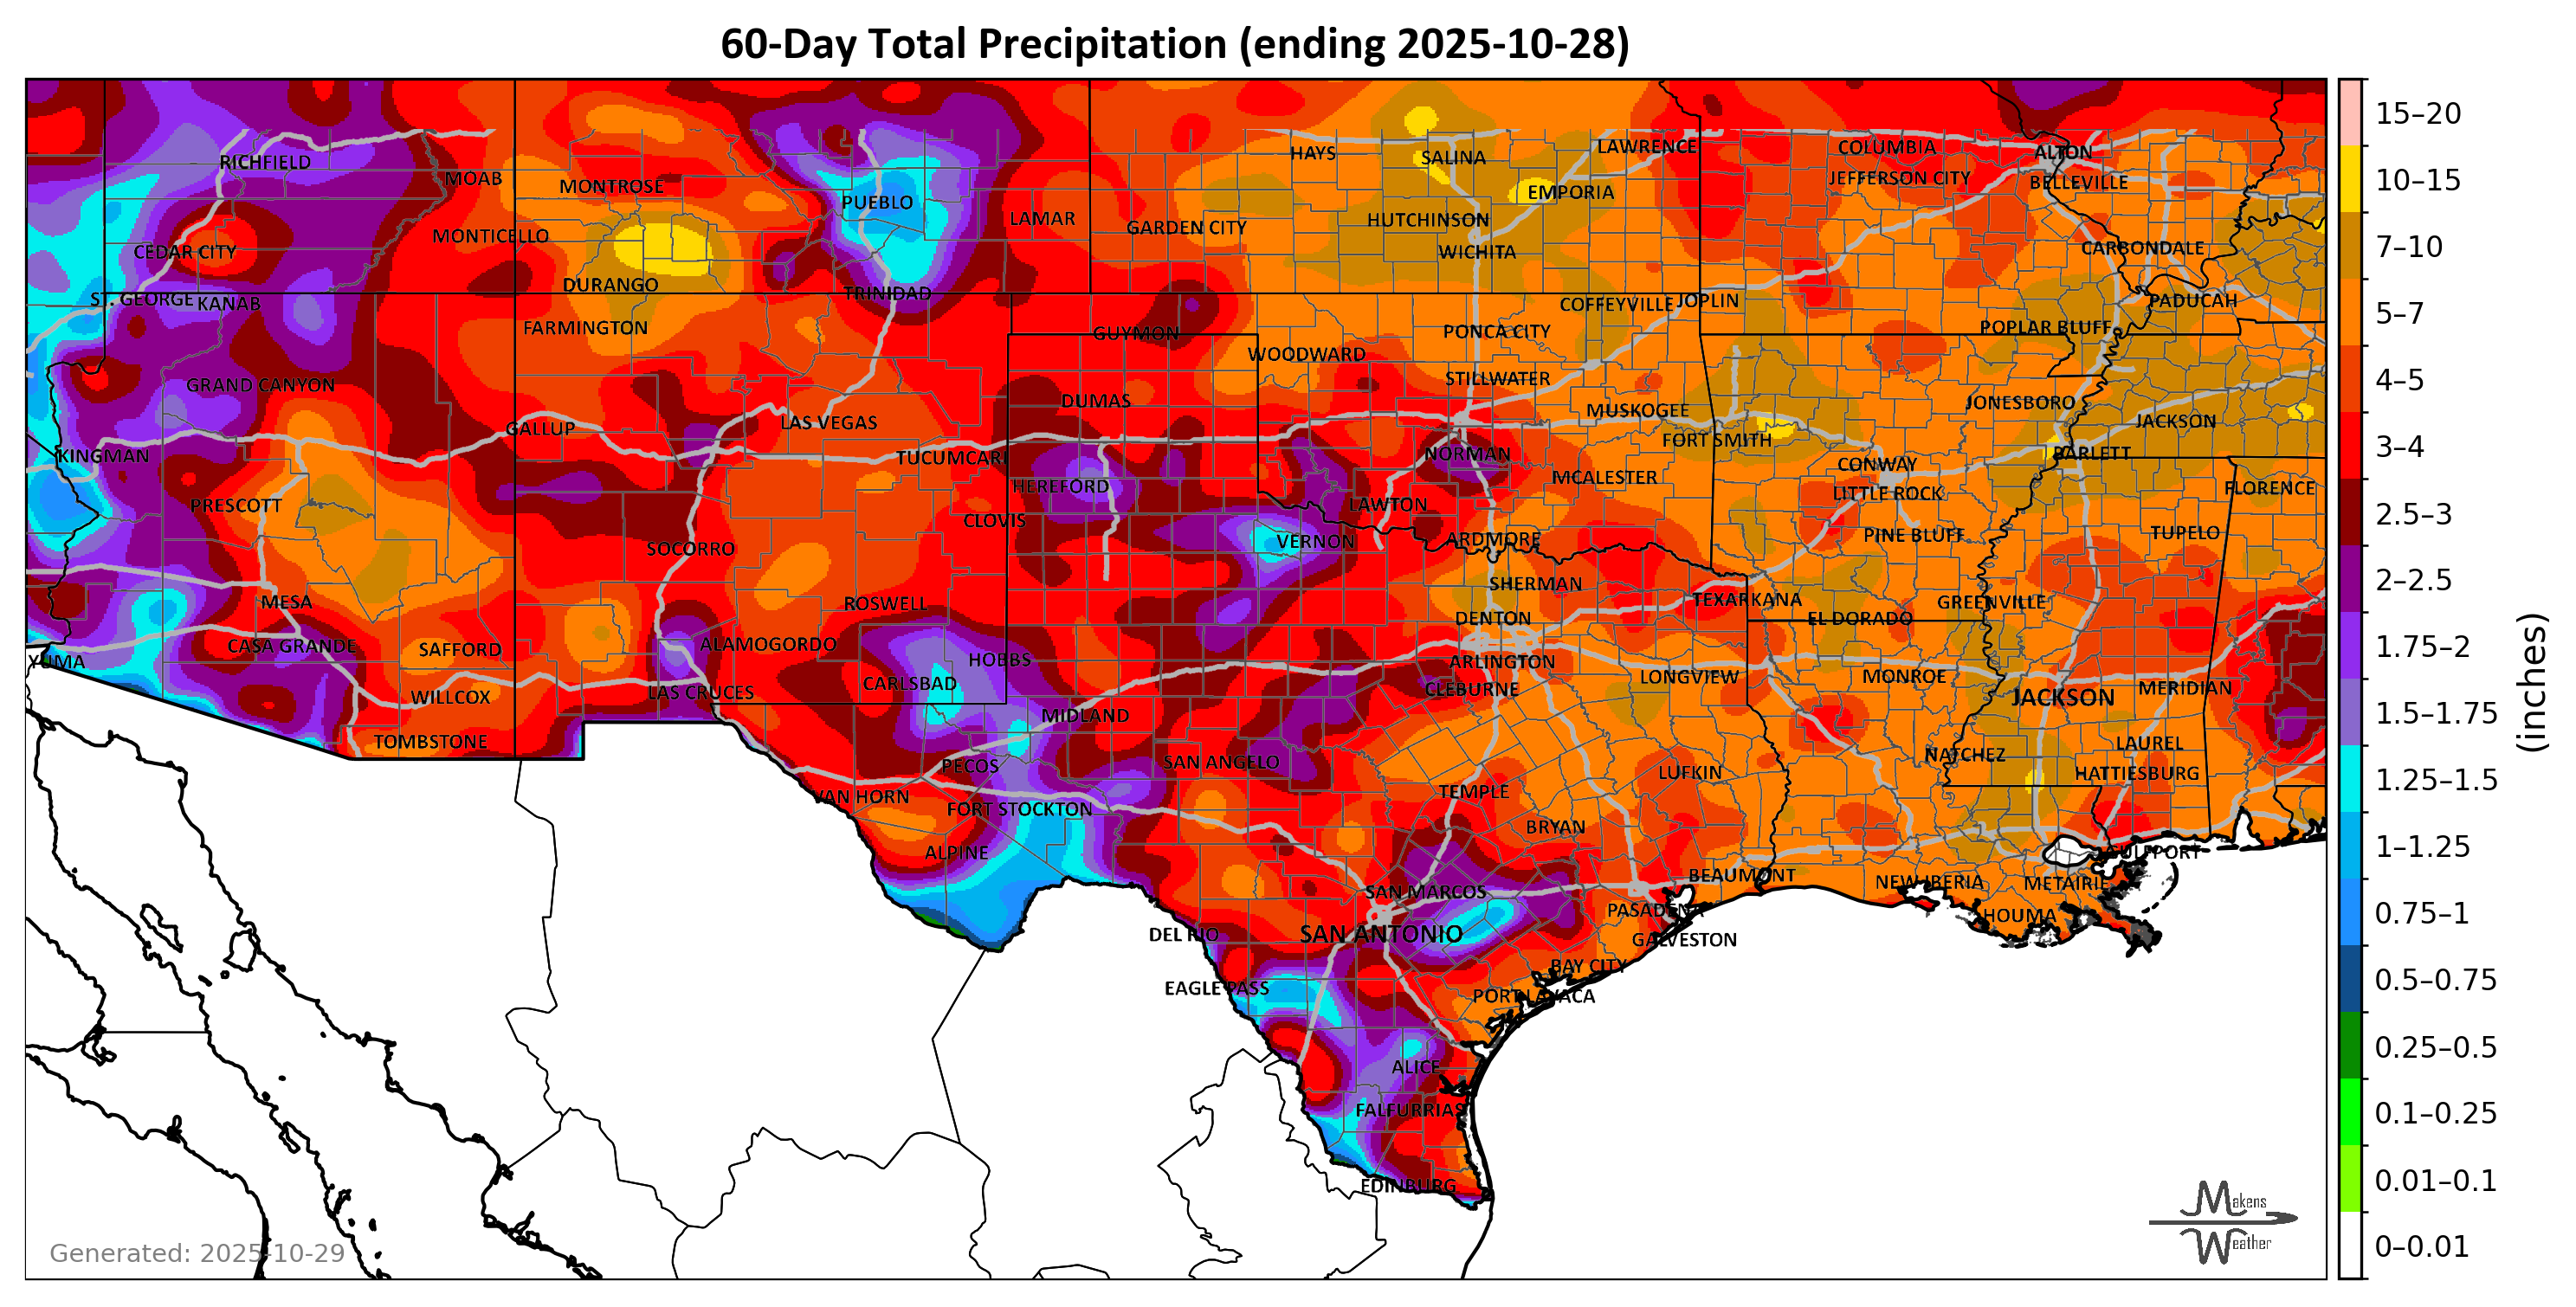 60-Day Total Precipitation (ending 2025-10-28)
RICHFIELD
MOAB
MONTROSE
PUEBLO
LAMAR
GARDEN CITY
HAYS
SALINA
LAWRENCE
EMPORIA
HUTCHINSON
WICHITA
COLUMBIA
JEFFERSON CITY
ALTON
BELLEVILLE
CARBONDALE
CEDAR CITY
MONTICELLO
DURANGO
TRINIDAD
ST. GEORGE
KANAB
FARMINGTON
GUYMON
COFFEYVILLE
JOPLIN
PONCA CITY
PADUCAH
POPLAR BLUFF
WOODWARD
STILLWATER
GRAND CANYON
DUMAS
MUSKOGEE
JONESBORO
JACKSON
GALLUP
LAS VEGAS
FORT SMITH
KINGMAN
TUCUMCARI
NORMAN
BARLETT
CONWAY
HEREFORD
MCALESTER
LITTLE ROCK
FLORENCE
PRESCOTT
CLOVIS
LAWTON
PINE BLUFF
TUPELO
SOCORRO
VERNON
ARDMORE
SHERMAN
MESA
ROSWELL
DENTON
TEXARKANA
EL DORADO
GREENVILLE
CASA GRANDE
SAFFORD
ALAMOGORDO
HOBBS
ARLINGTON
YUMA
WILLCOX
LAS CRUCES
CARLSBAD
CLEBURNE
LONGVIEW
MONROE
JACKSON
MERIDIAN
MIDLAND
TOMBSTONE
PECOS
SAN ANGELO
NATCHEZ
LAUREL
LUFKIN
HATTIESBURG
VAN HORN
FORT STOCKTON
TEMPLE
BRYAN
ALPINE
GULFPORT
SAN MARCOS
BEAUMONT
NEW IBERIA
METAIRIE
PASADENA
HOUMA
DEL RIO
SAN ANTONIO
GALVESTON
BAY CITY
EAGLE PASS
PORT LAVACA
ALICE
FALFURRIAS
EDINBURG
15–20
10–15
7–10
5–7
4–5
3–4
2.5–3
2–2.5
1.75–2
1.5–1.75
1.25–1.5
1–1.25
0.75–1
0.5–0.75
0.25–0.5
0.1–0.25
0.01–0.1
0–0.01
(inches)
Generated: 2025-10-29
Makens
Weather